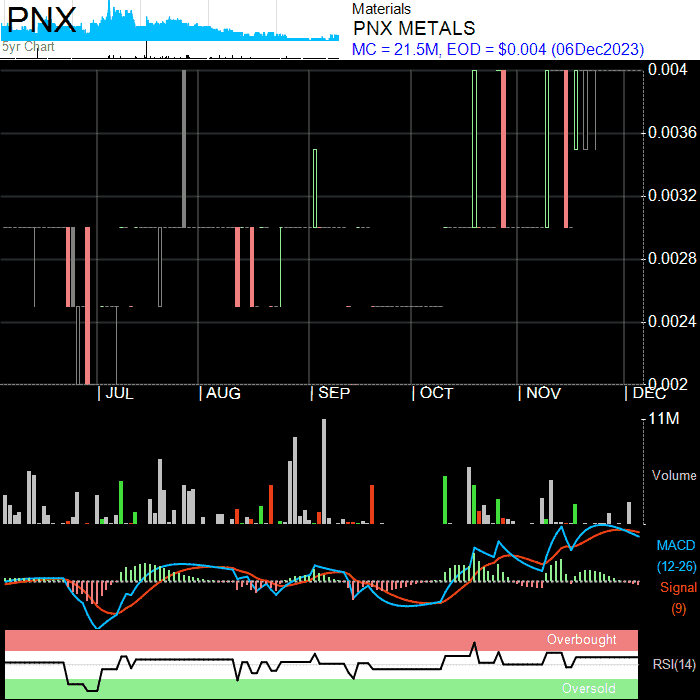 PNX
5yr Chart
Materials
PNX METALS
MC = 21.5M, EOD = $0.004 (06Dec2023)
0.004
0.0036
0.0032
0.0028
0.0024
0.002
| JUL | AUG | SEP | OCT | NOV | DEC
11M
Volume
MACD
(12-26)
Signal
(9)
Overbought
RSI(14)
Oversold